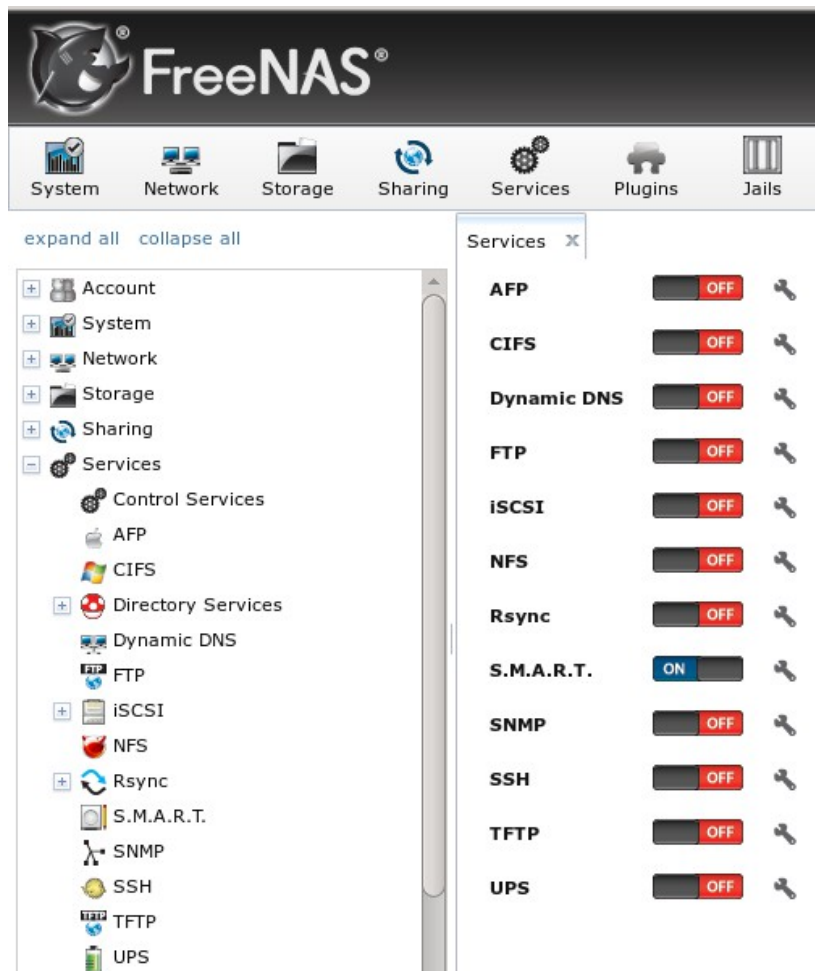 FreeNAS®
System Network Storage Sharing Services Plugins Jails
expand all collapse all
Account
System
Network
Storage
Sharing
Services
Control Services
AFP
CIFS
Directory Services
Dynamic DNS
FTP
FTP
iSCSI
NFS
Rsync
S.M.A.R.T.
SNMP
SSH
TFTP
TFTP
UPS
Services X
AFP OFF
CIFS OFF
Dynamic DNS OFF
FTP OFF
iSCSI OFF
NFS OFF
Rsync OFF
S.M.A.R.T. ON
SNMP OFF
SSH OFF
TFTP OFF
UPS OFF